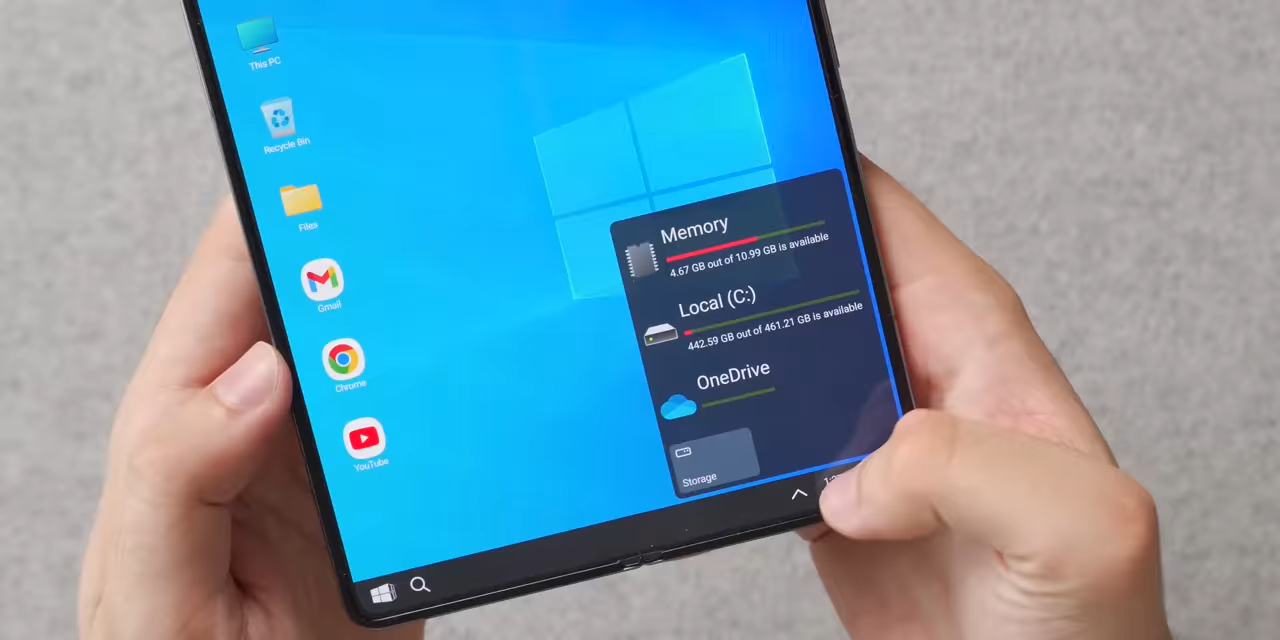 This PC
Recycle Bin
Files
Gmail
Chrome
YouTube
Memory
4.67 GB out of 10.99 GB is available
Local (C:)
442.59 GB out of 461.21 GB is available
OneDrive
Storage